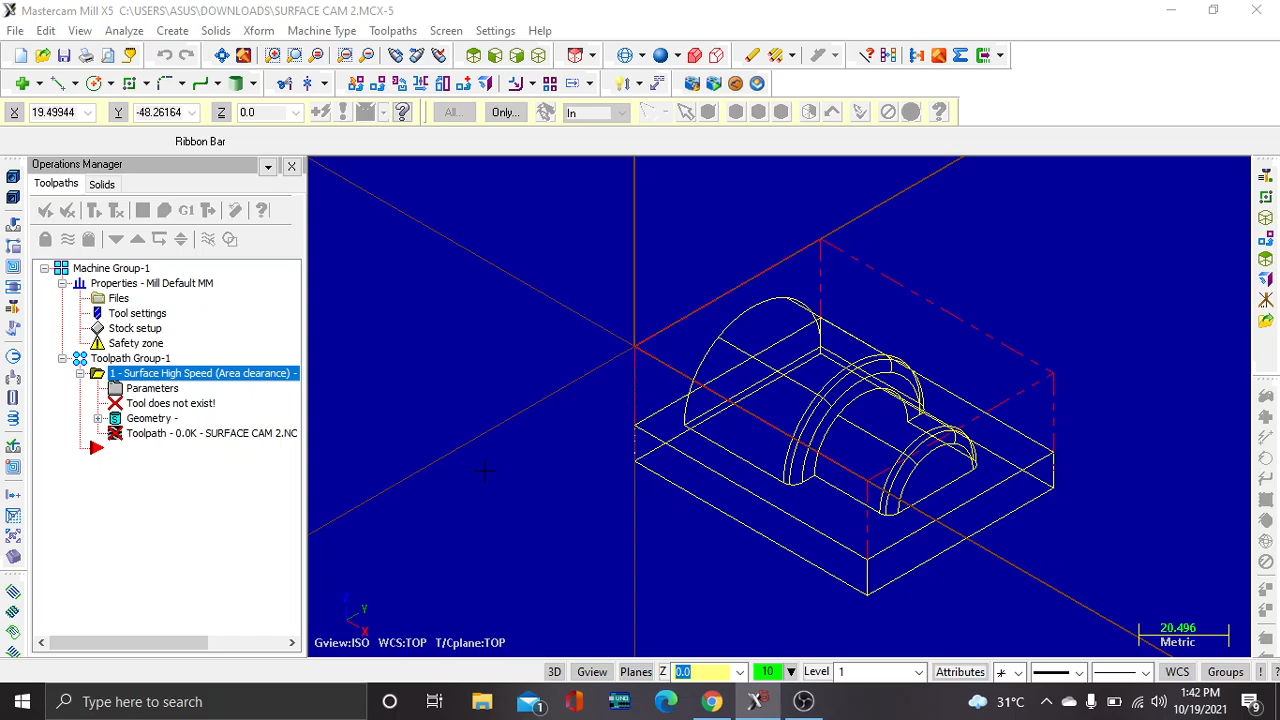 Mastercam Mill X5 C:\USERS\ASUS\DOWNLOADS\SURFACE CAM 2.MCX-5
File Edit View Analyze Create Solids Xform Machine Type Toolpaths Screen Settings Help
X 19.49944 Y -48.26164 Z 0.0 All... Only... In
Ribbon Bar
Operations Manager
Toolpaths Solids
G1
Machine Group-1
Properties - Mill Default MM
Files
Tool settings
Stock setup
Safety zone
Toolpath Group-1
1 - Surface High Speed (Area clearance) -
Parameters
Tool does not exist!
Geometry -
Toolpath - 0.0K - SURFACE CAM 2.NC
Z
Y
X
Gview:ISO WCS:TOP T/Cplane:TOP
20.496
Metric
3D Gview Planes Z 0.0 10 Level 1 Attributes WCS Groups ! ?
Type here to search
1
31°C
1:42 PM
10/19/2021
9